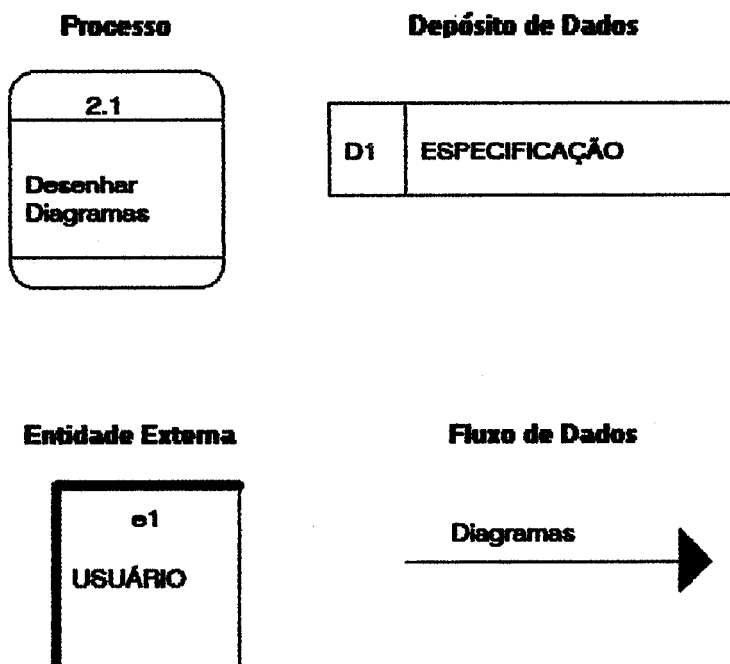 Processo
Depósito de Dados
2.1
Desenhar
Diagramas
D1
ESPECIFICAÇÃO
Entidade Externa
Fluxo de Dados
e1
USUÁRIO
Diagramas